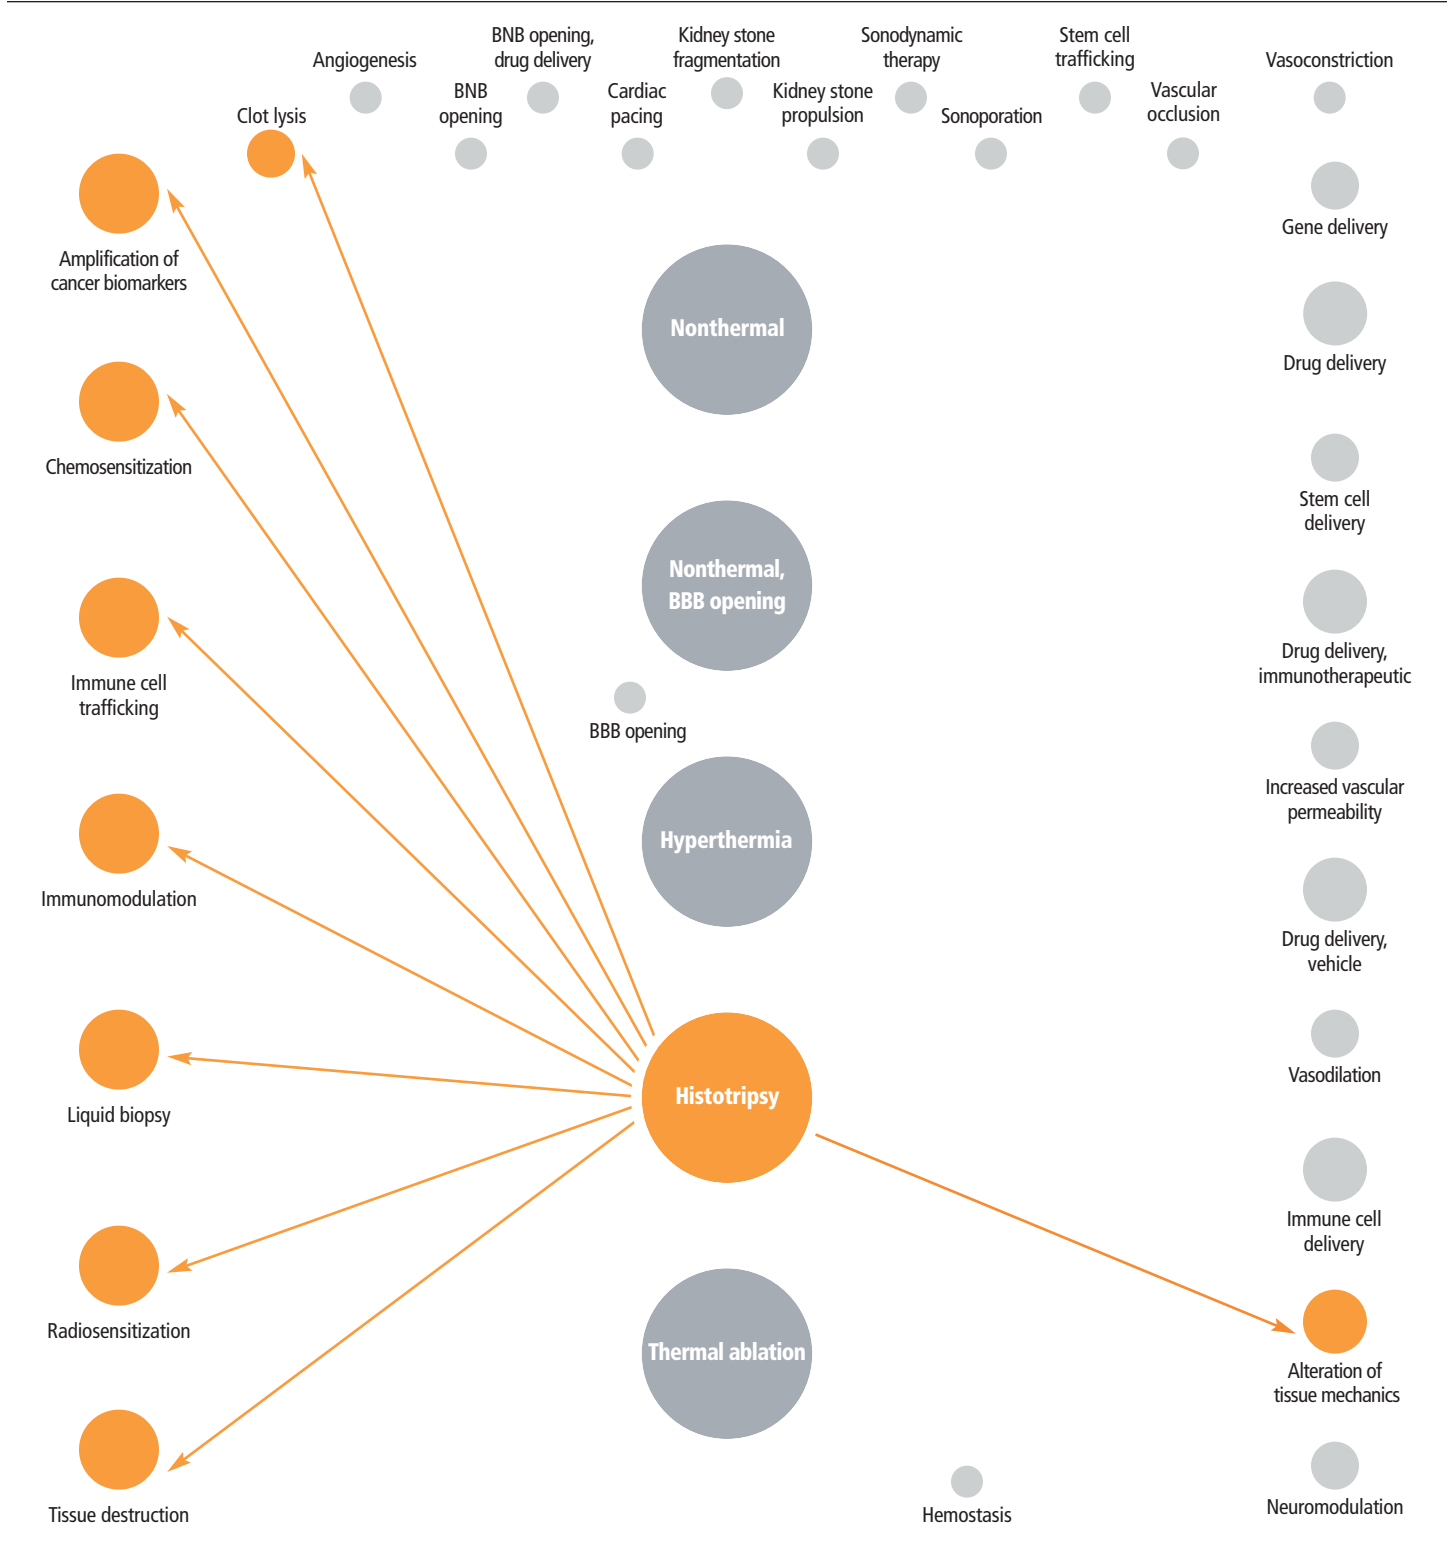 Angiogenesis
BNB opening,
drug delivery
Kidney stone
fragmentation
Sonodynamic
therapy
Stem cell
trafficking
Vasoconstriction
Clot lysis
BNB
opening
Cardiac
pacing
Kidney stone
propulsion
Sonoporation
Vascular
occlusion
Amplification of
cancer biomarkers
Chemosensitization
Immune cell
trafficking
Immunomodulation
Liquid biopsy
Radiosensitization
Tissue destruction
Nonthermal
Nonthermal,
BBB opening
BBB opening
Hyperthermia
Histotripsy
Thermal ablation
Hemostasis
Gene delivery
Drug delivery
Stem cell
delivery
Drug delivery,
immunotherapeutic
Increased vascular
permeability
Drug delivery,
vehicle
Vasodilation
Immune cell
delivery
Alteration of
tissue mechanics
Neuromodulation